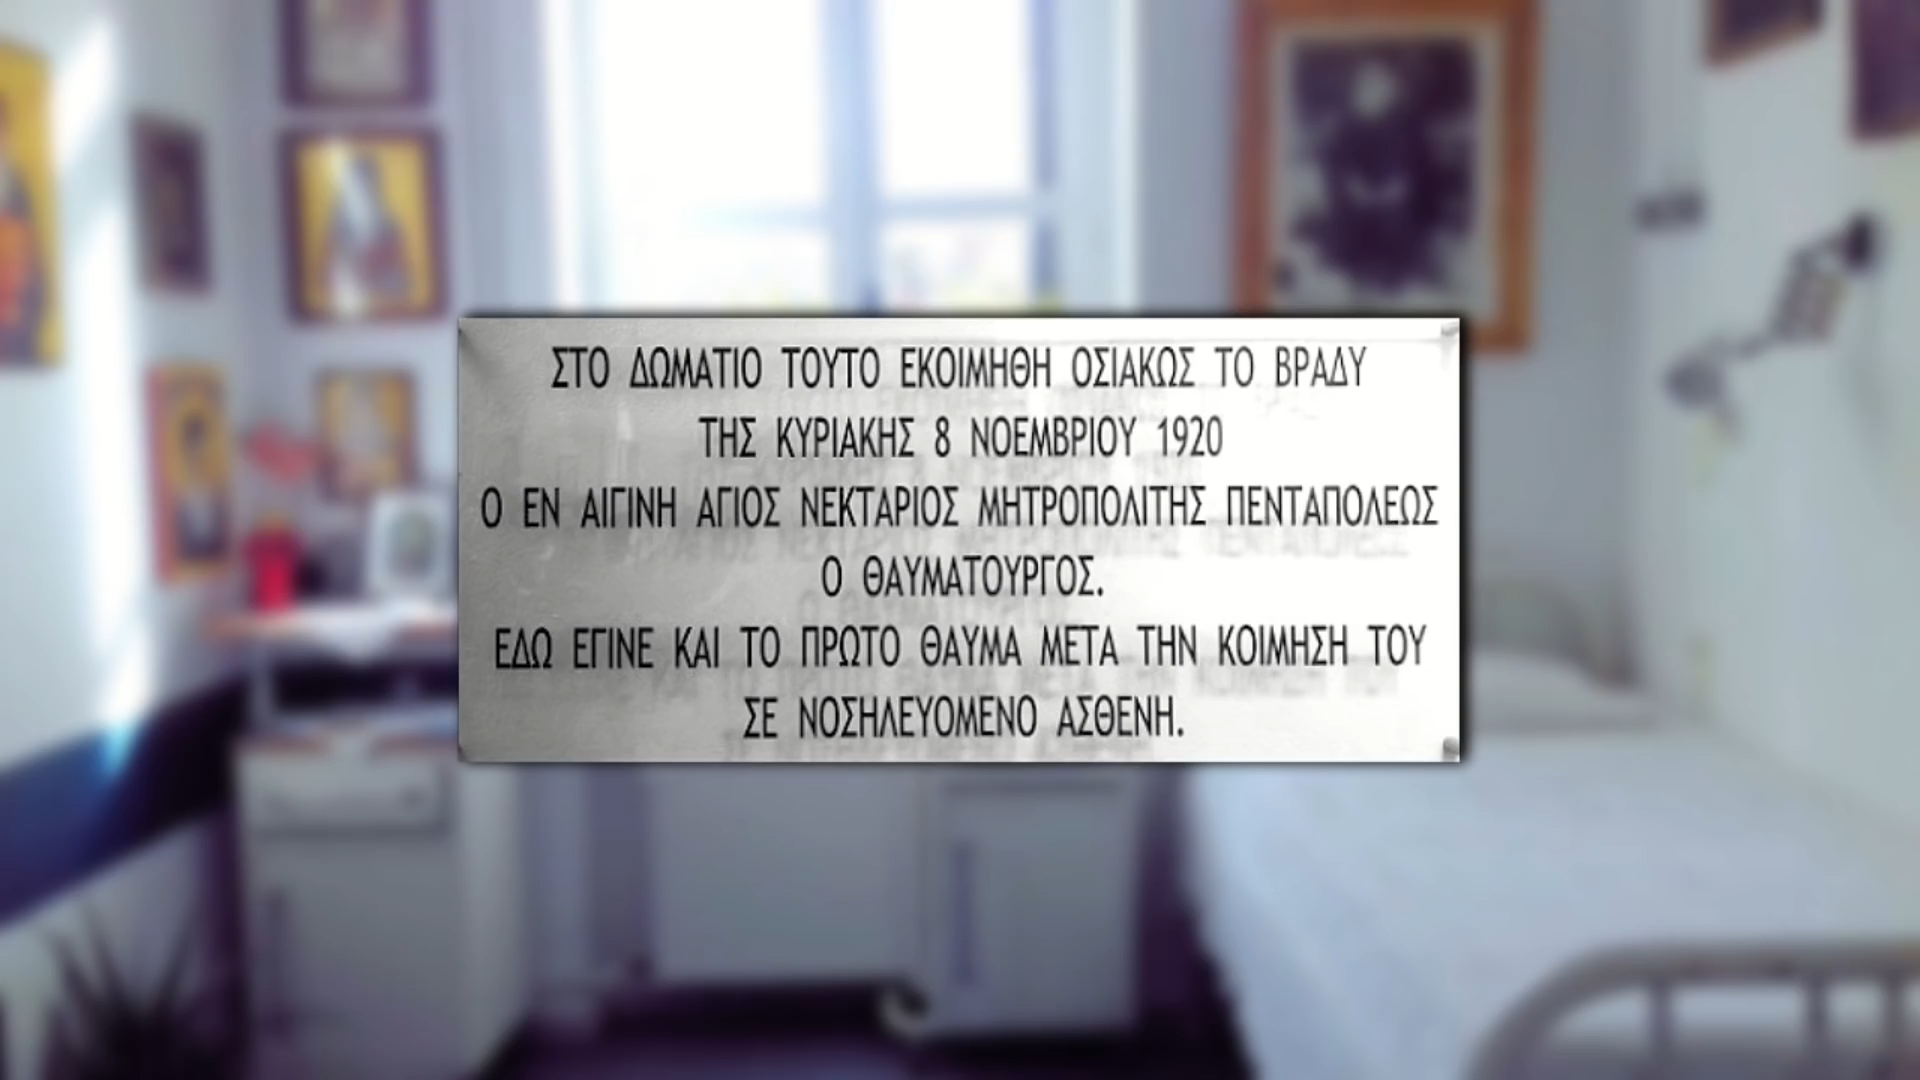 ΣΤΟ ΔΩΜΑΤΙΟ ΤΟΥΤΟ ΕΚΟΙΜΗΘΗ ΟΣΙΑΚΩΣ ΤΟ ΒΡΑΔΥ
ΤΗΣ ΚΥΡΙΑΚΗΣ 8 ΝΟΕΜΒΡΙΟΥ 1920
Ο ΕΝ ΑΙΓΙΝΗ ΑΓΙΟΣ ΝΕΚΤΑΡΙΟΣ ΜΗΤΡΟΠΟΛΙΤΗΣ ΠΕΝΤΑΠΟΛΕΩΣ
Ο ΘΑΥΜΑΤΟΥΡΓΟΣ.
ΕΔΩ ΕΓΙΝΕ ΚΑΙ ΤΟ ΠΡΩΤΟ ΘΑΥΜΑ ΜΕΤΑ ΤΗΝ ΚΟΙΜΗΣΗ ΤΟΥ
ΣΕ ΝΟΣΗΛΕΥΟΜΕΝΟ ΑΣΘΕΝΗ.